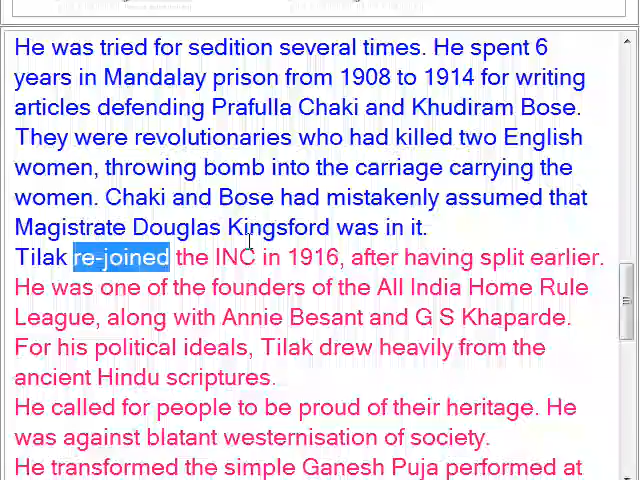 He was tried for sedition several times. He spent 6
years in Mandalay prison from 1908 to 1914 for writing
articles defending Prafulla Chaki and Khudiram Bose.
They were revolutionaries who had killed two English
women, throwing bomb into the carriage carrying the
women. Chaki and Bose had mistakenly assumed that
Magistrate Douglas Kingsford was in it.
Tilak re-joined the INC in 1916, after having split earlier.
He was one of the founders of the All India Home Rule
League, along with Annie Besant and G S Khaparde.
For his political ideals, Tilak drew heavily from the
ancient Hindu scriptures.
He called for people to be proud of their heritage. He
was against blatant westernisation of society.
He transformed the simple Ganesh Puja performed at